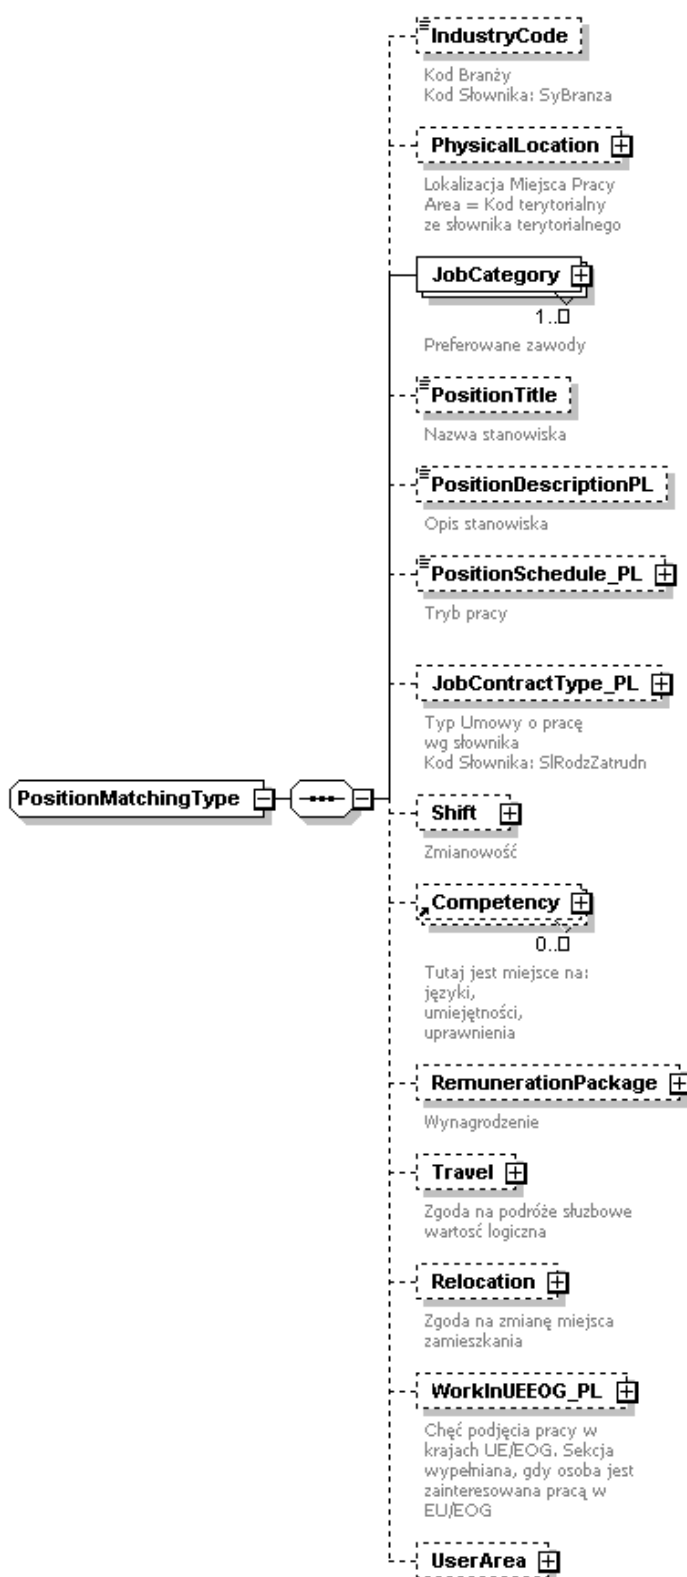 IndustryCode
Kod Branży
Kod Słownika: SyBranza
PhysicalLocation
Lokalizacja Miejsca Pracy
Area = Kod terytorialny
ze słownika terytorialnego
JobCategory
1..
Preferowane zawody
PositionTitle
Nazwa stanowiska
PositionDescriptionPL
Opis stanowiska
PositionSchedule_PL
Tryb pracy
JobContractType_PL
Typ Umowy o pracę
wg słownika
Kod Słownika: SlRodzZatrudn
PositionMatchingType
Shift
Zmianowość
Competency
0..
Tutaj jest miejsce na:
języki,
umiejętności,
uprawnienia
RemunerationPackage
Wynagrodzenie
Travel
Zgoda na podróże służbowe
wartosć logiczna
Relocation
Zgoda na zmianę miejsca
zamieszkania
WorkInUEEOG_PL
Chęć podjęcia pracy w
krajach UE/EOG. Sekcja
wypełniana, gdy osoba jest
zainteresowana pracą w
EU/EOG
UserArea